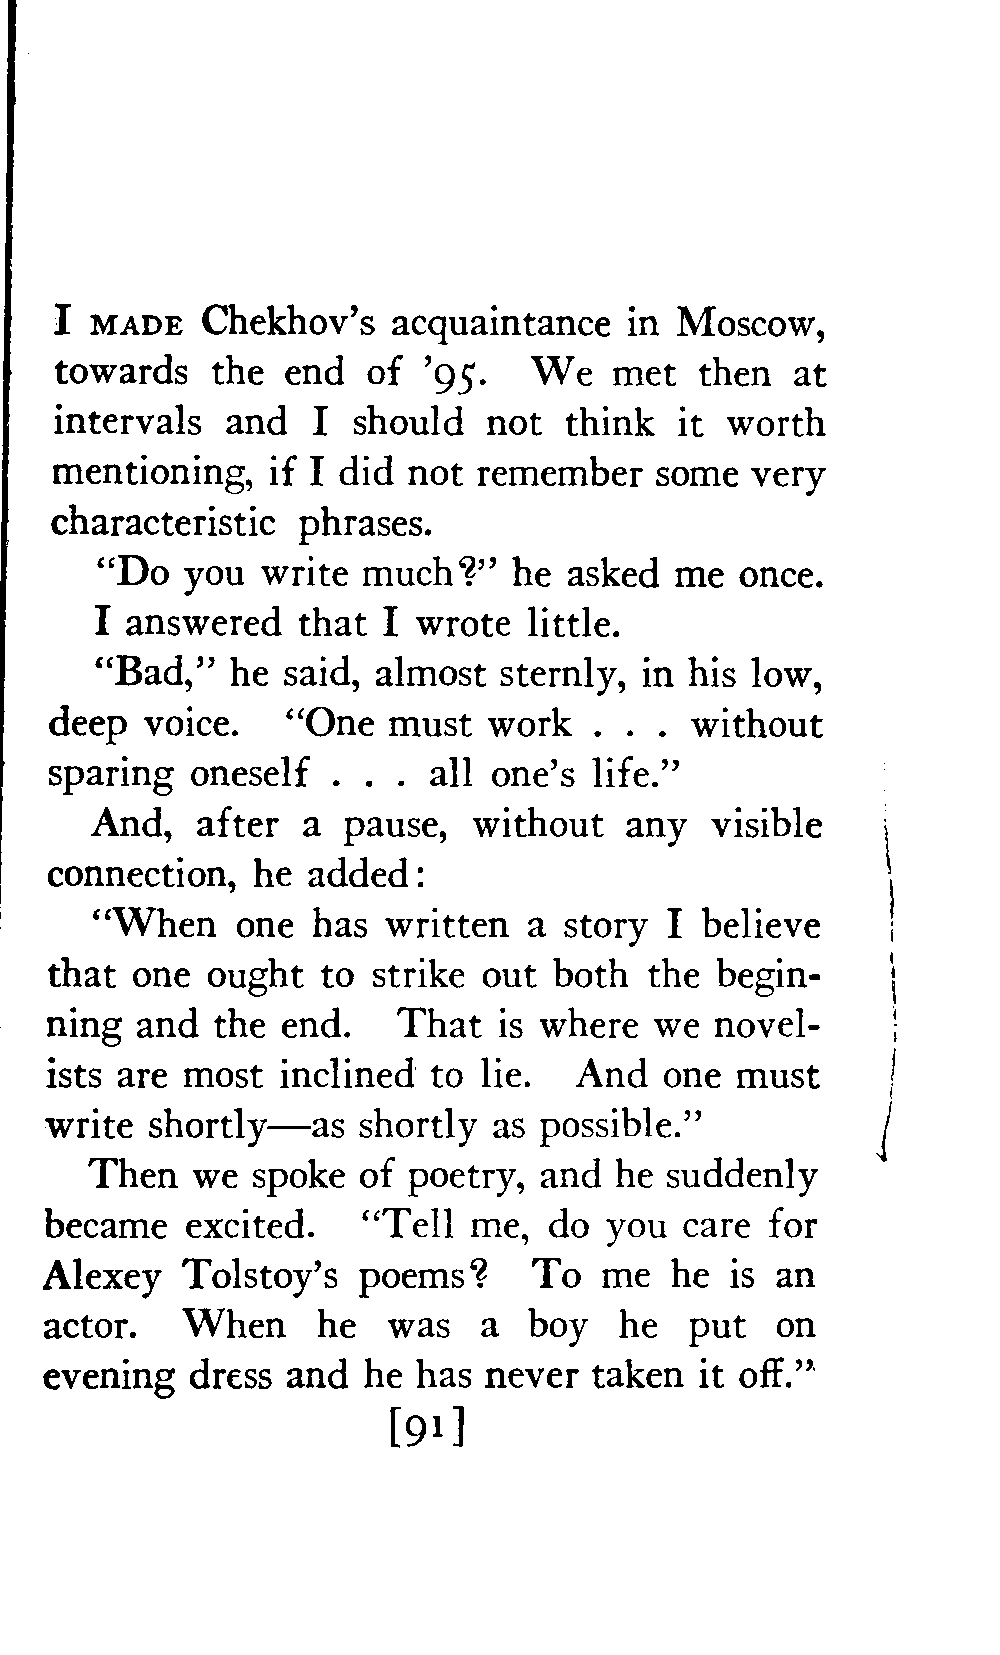 I MADE Chekhov's acquaintance in Moscow,
towards the end of '95. We met then at
intervals and I should not think it worth
mentioning, if I did not remember some very
characteristic phrases.
"Do you write much?" he asked me once.
I answered that I wrote little.
"Bad," he said, almost sternly, in his low,
deep voice. "One must work . . . without
sparing oneself . . . all one's life."
And, after a pause, without any visible
connection, he added:
"When one has written a story I believe
that one ought to strike out both the begin-
ning and the end. That is where we novel-
ists are most inclined to lie. And one must
write shortly—as shortly as possible."
Then we spoke of poetry, and he suddenly
became excited. "Tell me, do you care for
Alexey Tolstoy's poems? To me he is an
actor. When he was a boy he put on
evening dress and he has never taken it off."
[91]